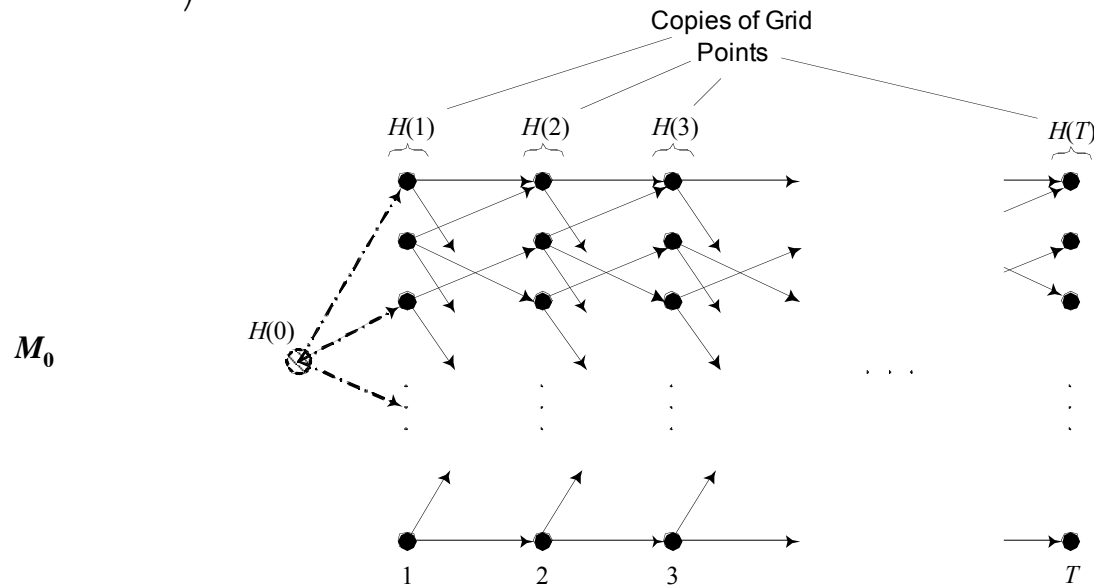 )
Copies of Grid
Points
H(1) H(2) H(3) H(T)
H(0)
M0
. . .
1 2 3 T